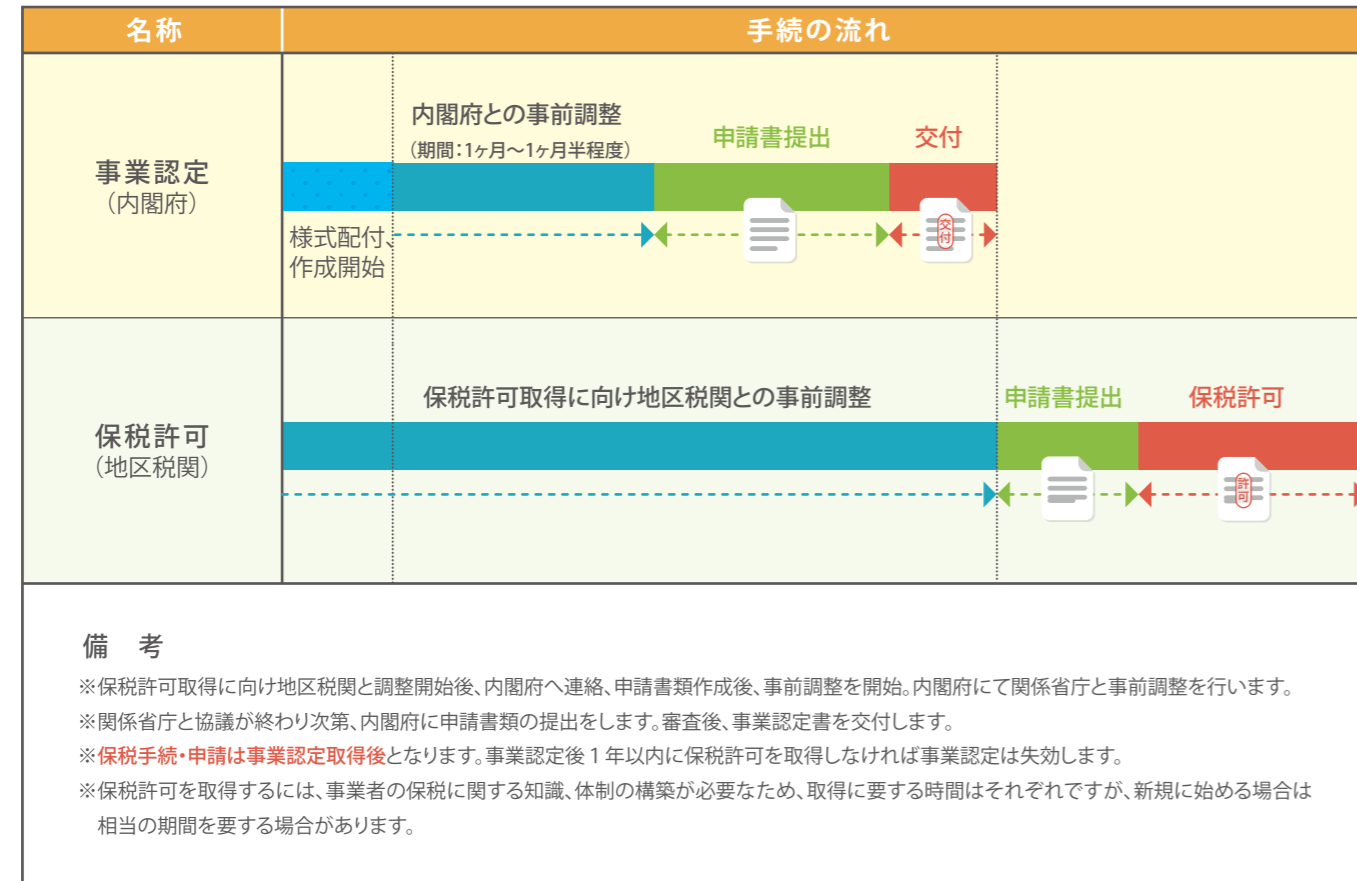 名称
手続の流れ
事業認定
（内閣府）
内閣府との事前調整
（期間：1ヶ月〜1ヶ月半程度）
申請書提出
交付
様式配付、
作成開始
交付
保税許可
（地区税関）
保税許可取得に向け地区税関との事前調整
申請書提出
保税許可
許可
備　考
※保税許可取得に向け地区税関と調整開始後、内閣府へ連絡、申請書類作成後、事前調整を開始。内閣府にて関係省庁と事前調整を行います。
※関係省庁と協議が終わり次第、内閣府に申請書類の提出をします。審査後、事業認定書を交付します。
※保税手続・申請は事業認定取得後となります。事業認定後１年以内に保税許可を取得しなければ事業認定は失効します。
※保税許可を取得するには、事業者の保税に関する知識、体制の構築が必要なため、取得に要する時間はそれぞれですが、新規に始める場合は
相当の期間を要する場合があります。